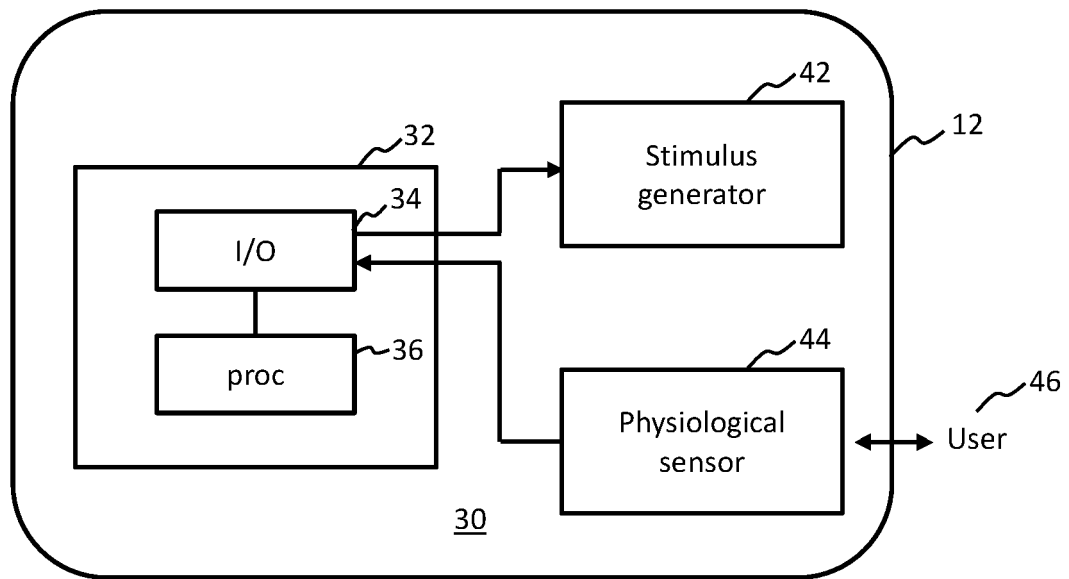 42
Stimulus
generator
12
32
34
I/O
36
proc
44
Physiological
sensor
46
User
30